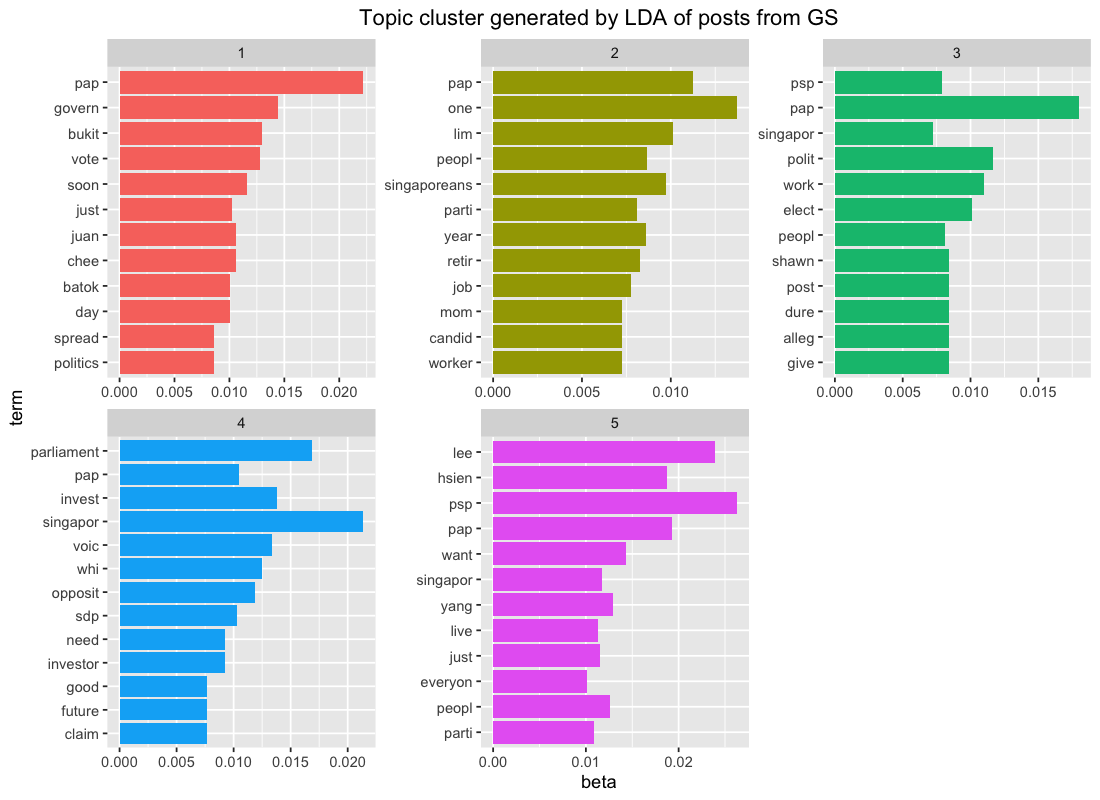 Topic cluster generated by LDA of posts from GS
1
pap
govern
bukit
vote
soon
just
juan
chee
batok
day
spread
politics
0.000 0.005 0.010 0.015 0.020
2
pap
one
lim
peopl
singaporeans
parti
year
retir
job
mom
candid
worker
0.000 0.005 0.010
3
psp
pap
singapor
polit
work
elect
peopl
shawn
post
dure
alleg
give
0.000 0.005 0.010 0.015
term
4
parliament
pap
invest
singapor
voic
whi
opposit
sdp
need
investor
good
future
claim
0.000 0.005 0.010 0.015 0.020
5
lee
hsien
psp
pap
want
singapor
yang
live
just
everyon
peopl
parti
0.00 0.01 0.02
beta